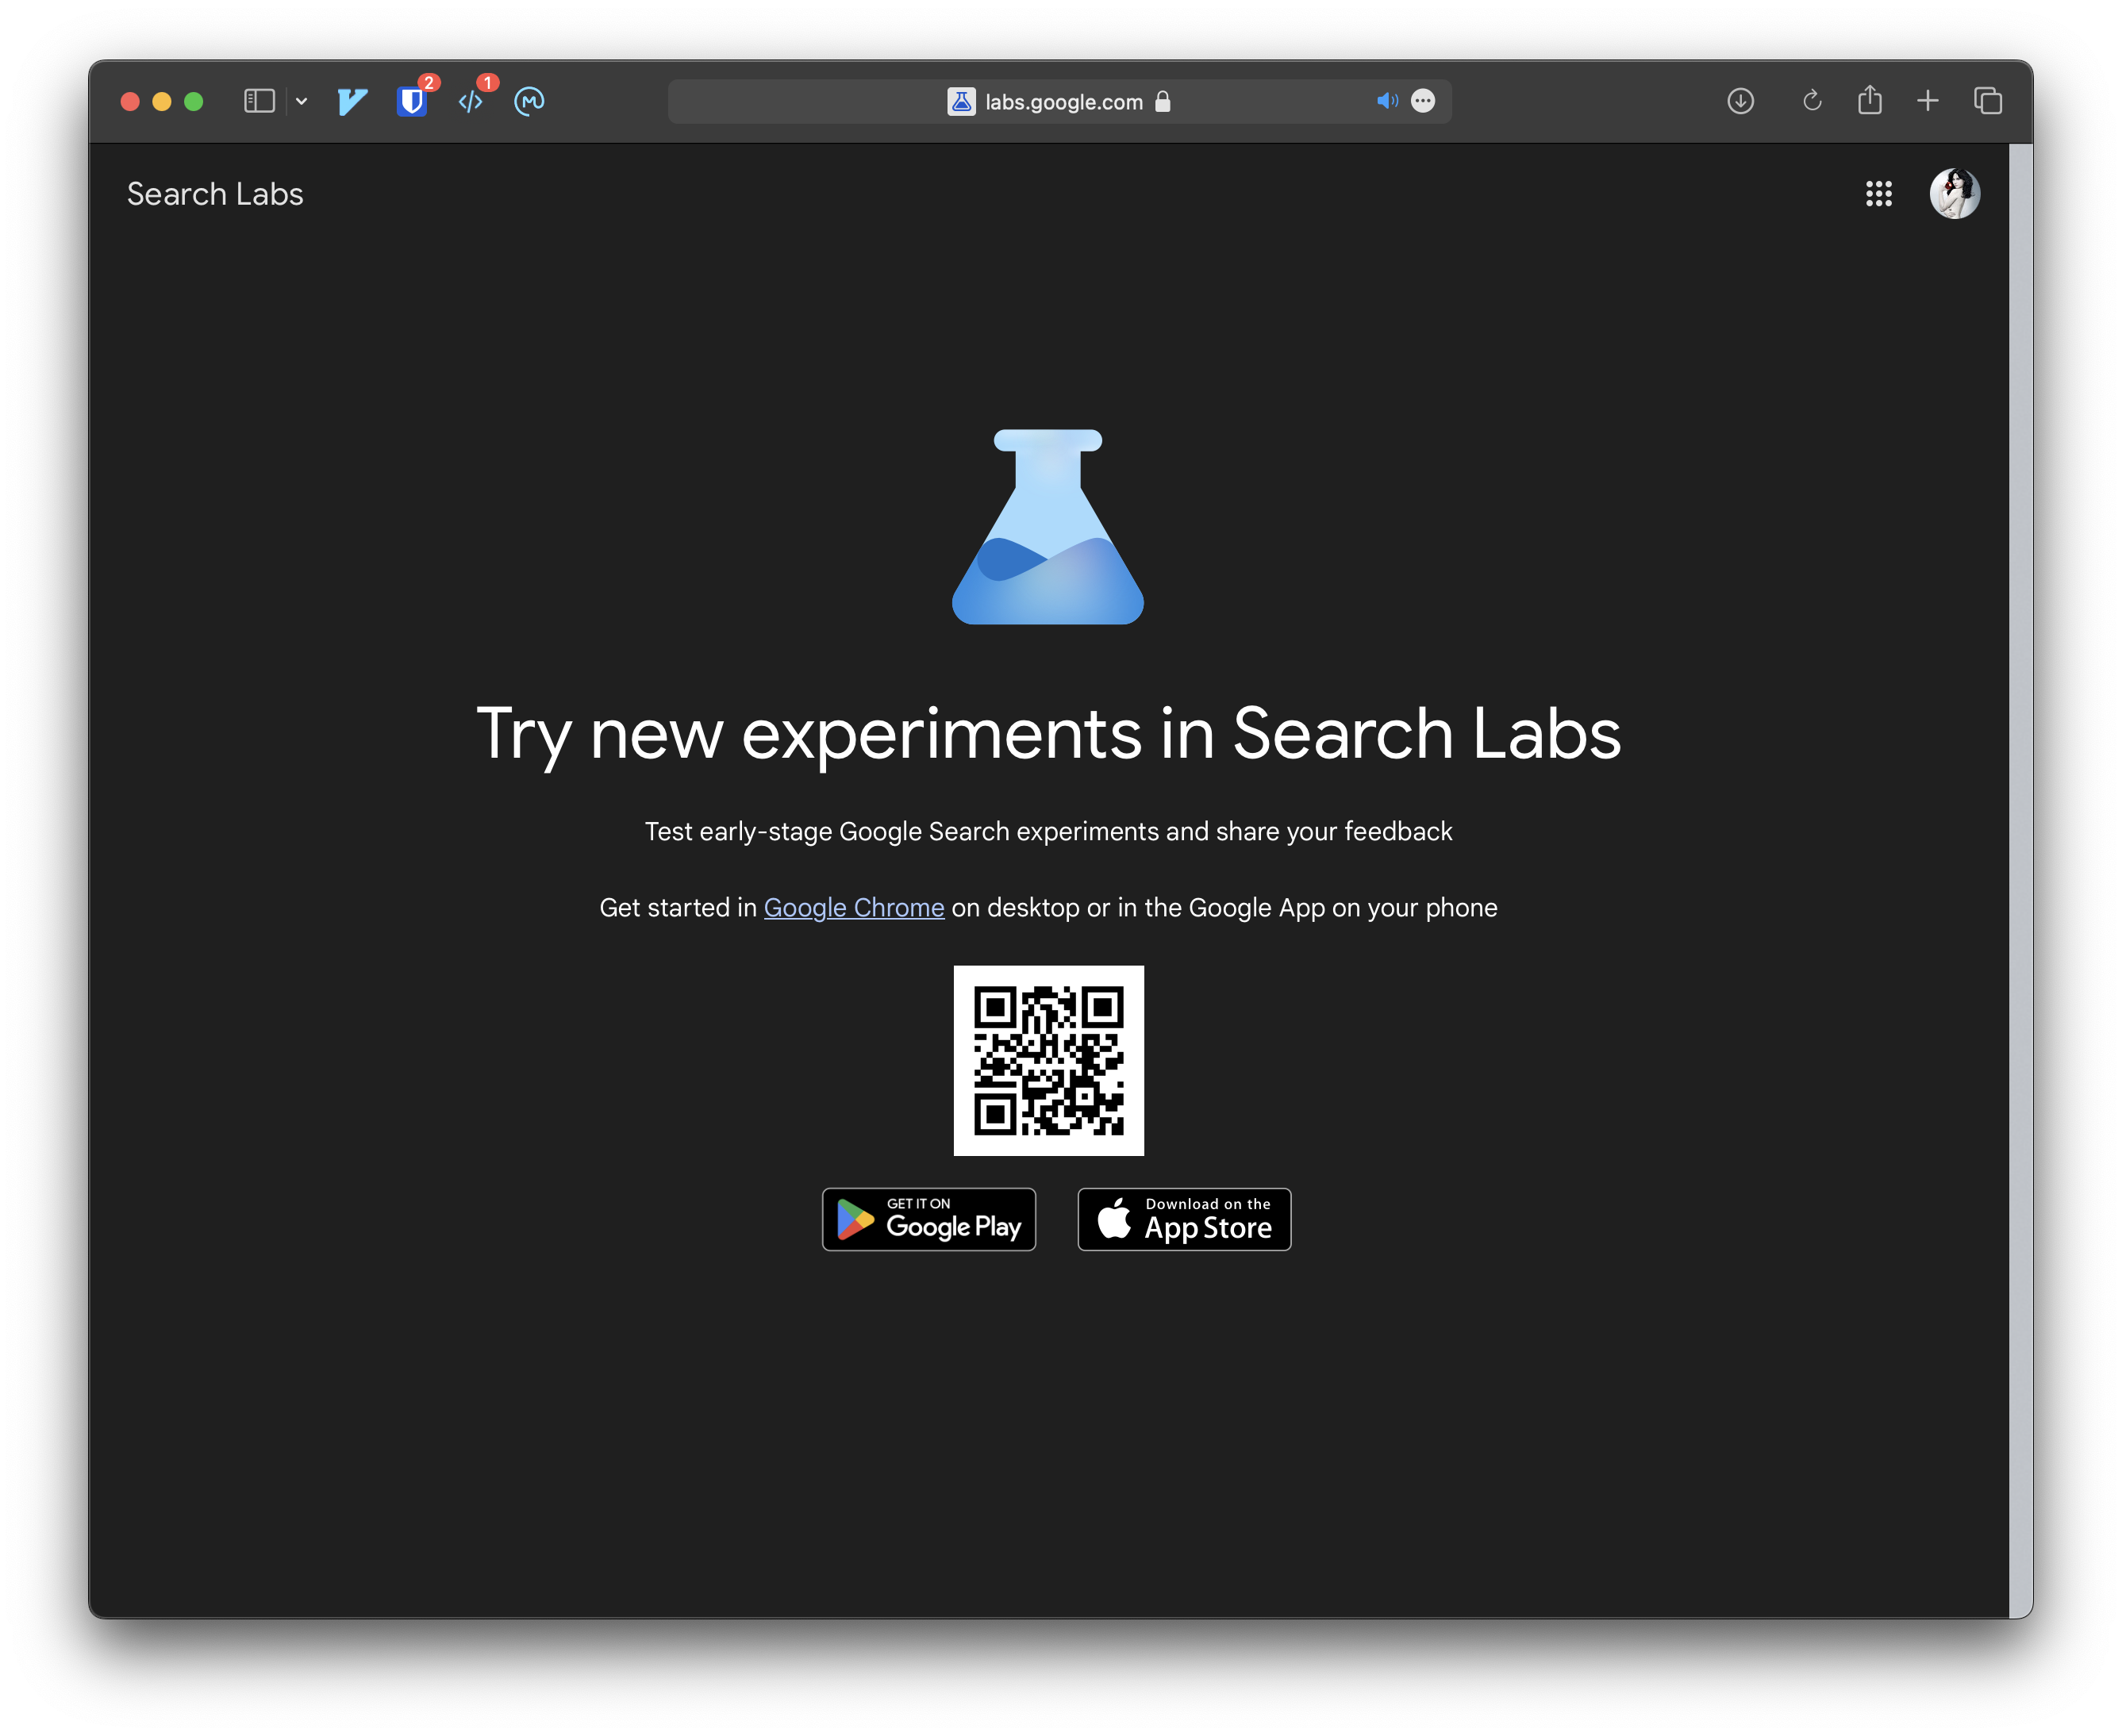 2
1
labs.google.com
Search Labs
Try new experiments in Search Labs
Test early-stage Google Search experiments and share your feedback
Get started in Google Chrome on desktop or in the Google App on your phone
GET IT ON
Google Play
Download on the
App Store